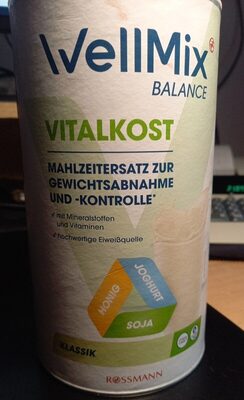 WellMix
BALANCE
VITALKOST
MAHLZEITERSATZ ZUR
GEWICHTSABNAHME
UND -KONTROLLE*
✓ mit Mineralstoffen
und Vitaminen
✓ hochwertige Eiweißquelle
HONIG
JOGHURT
SOJA
KLASSIK
ROSSMANN